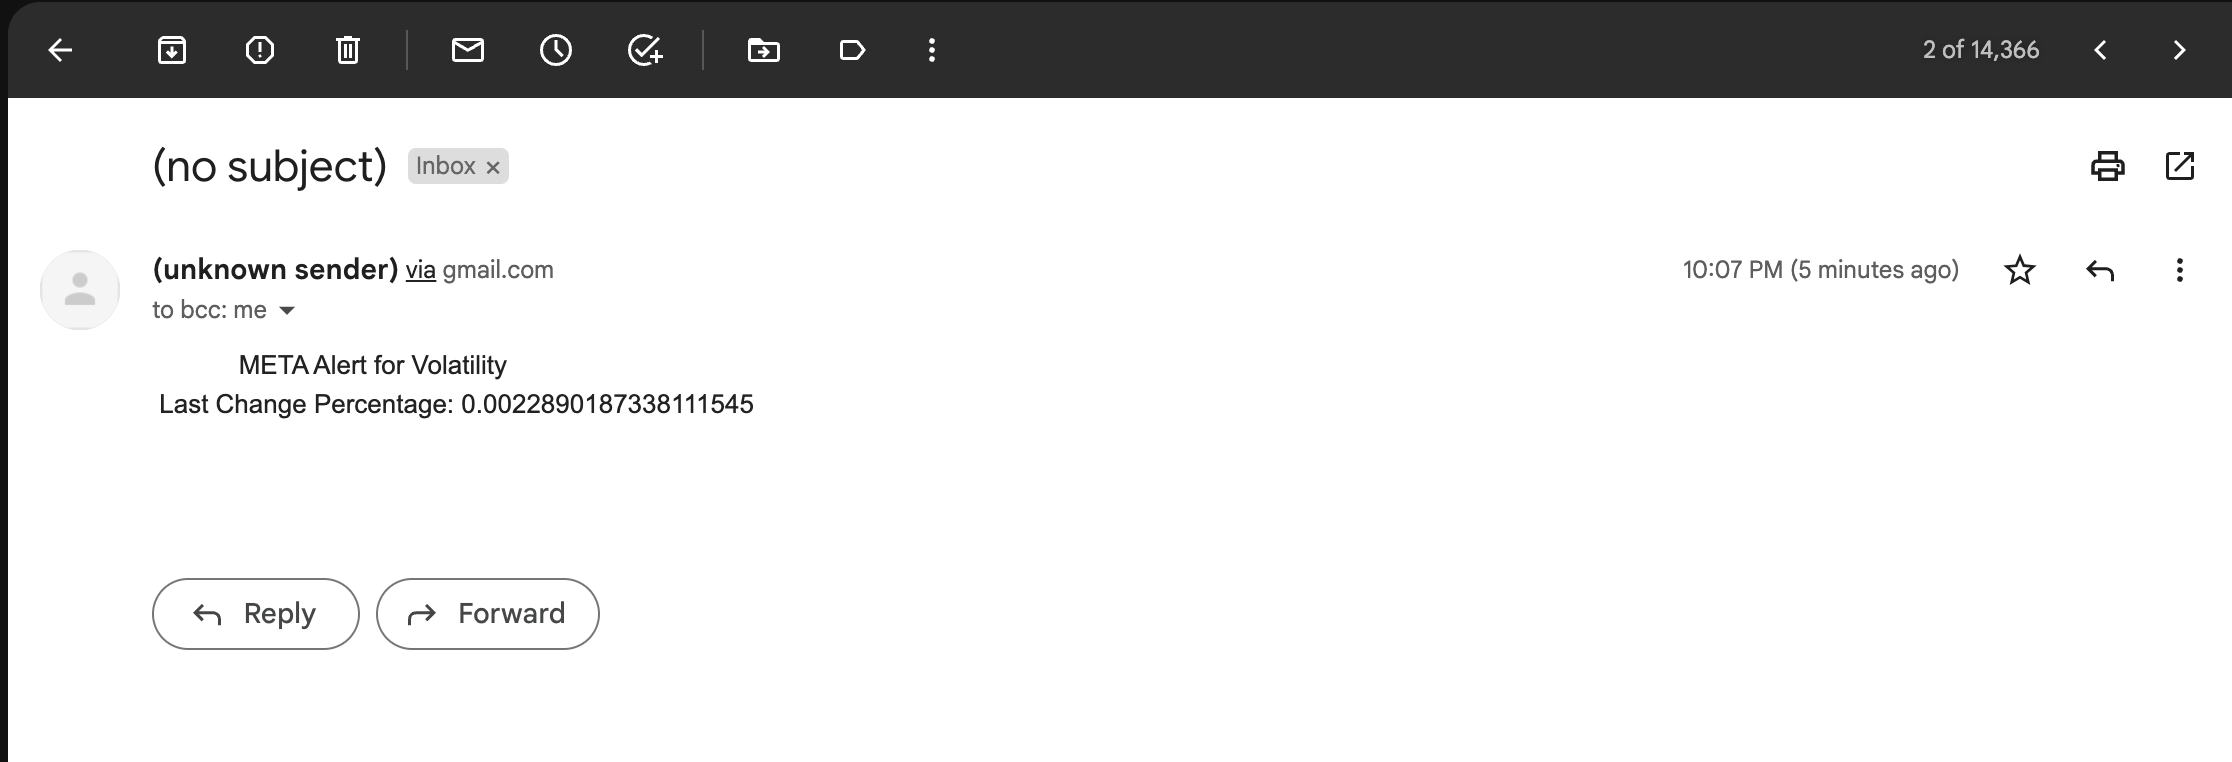 2 of 14,366
(no subject) Inbox ×
(unknown sender) via gmail.com 10:07 PM (5 minutes ago)
to bcc: me
META Alert for Volatility
Last Change Percentage: 0.0022890187338111545
Reply Forward